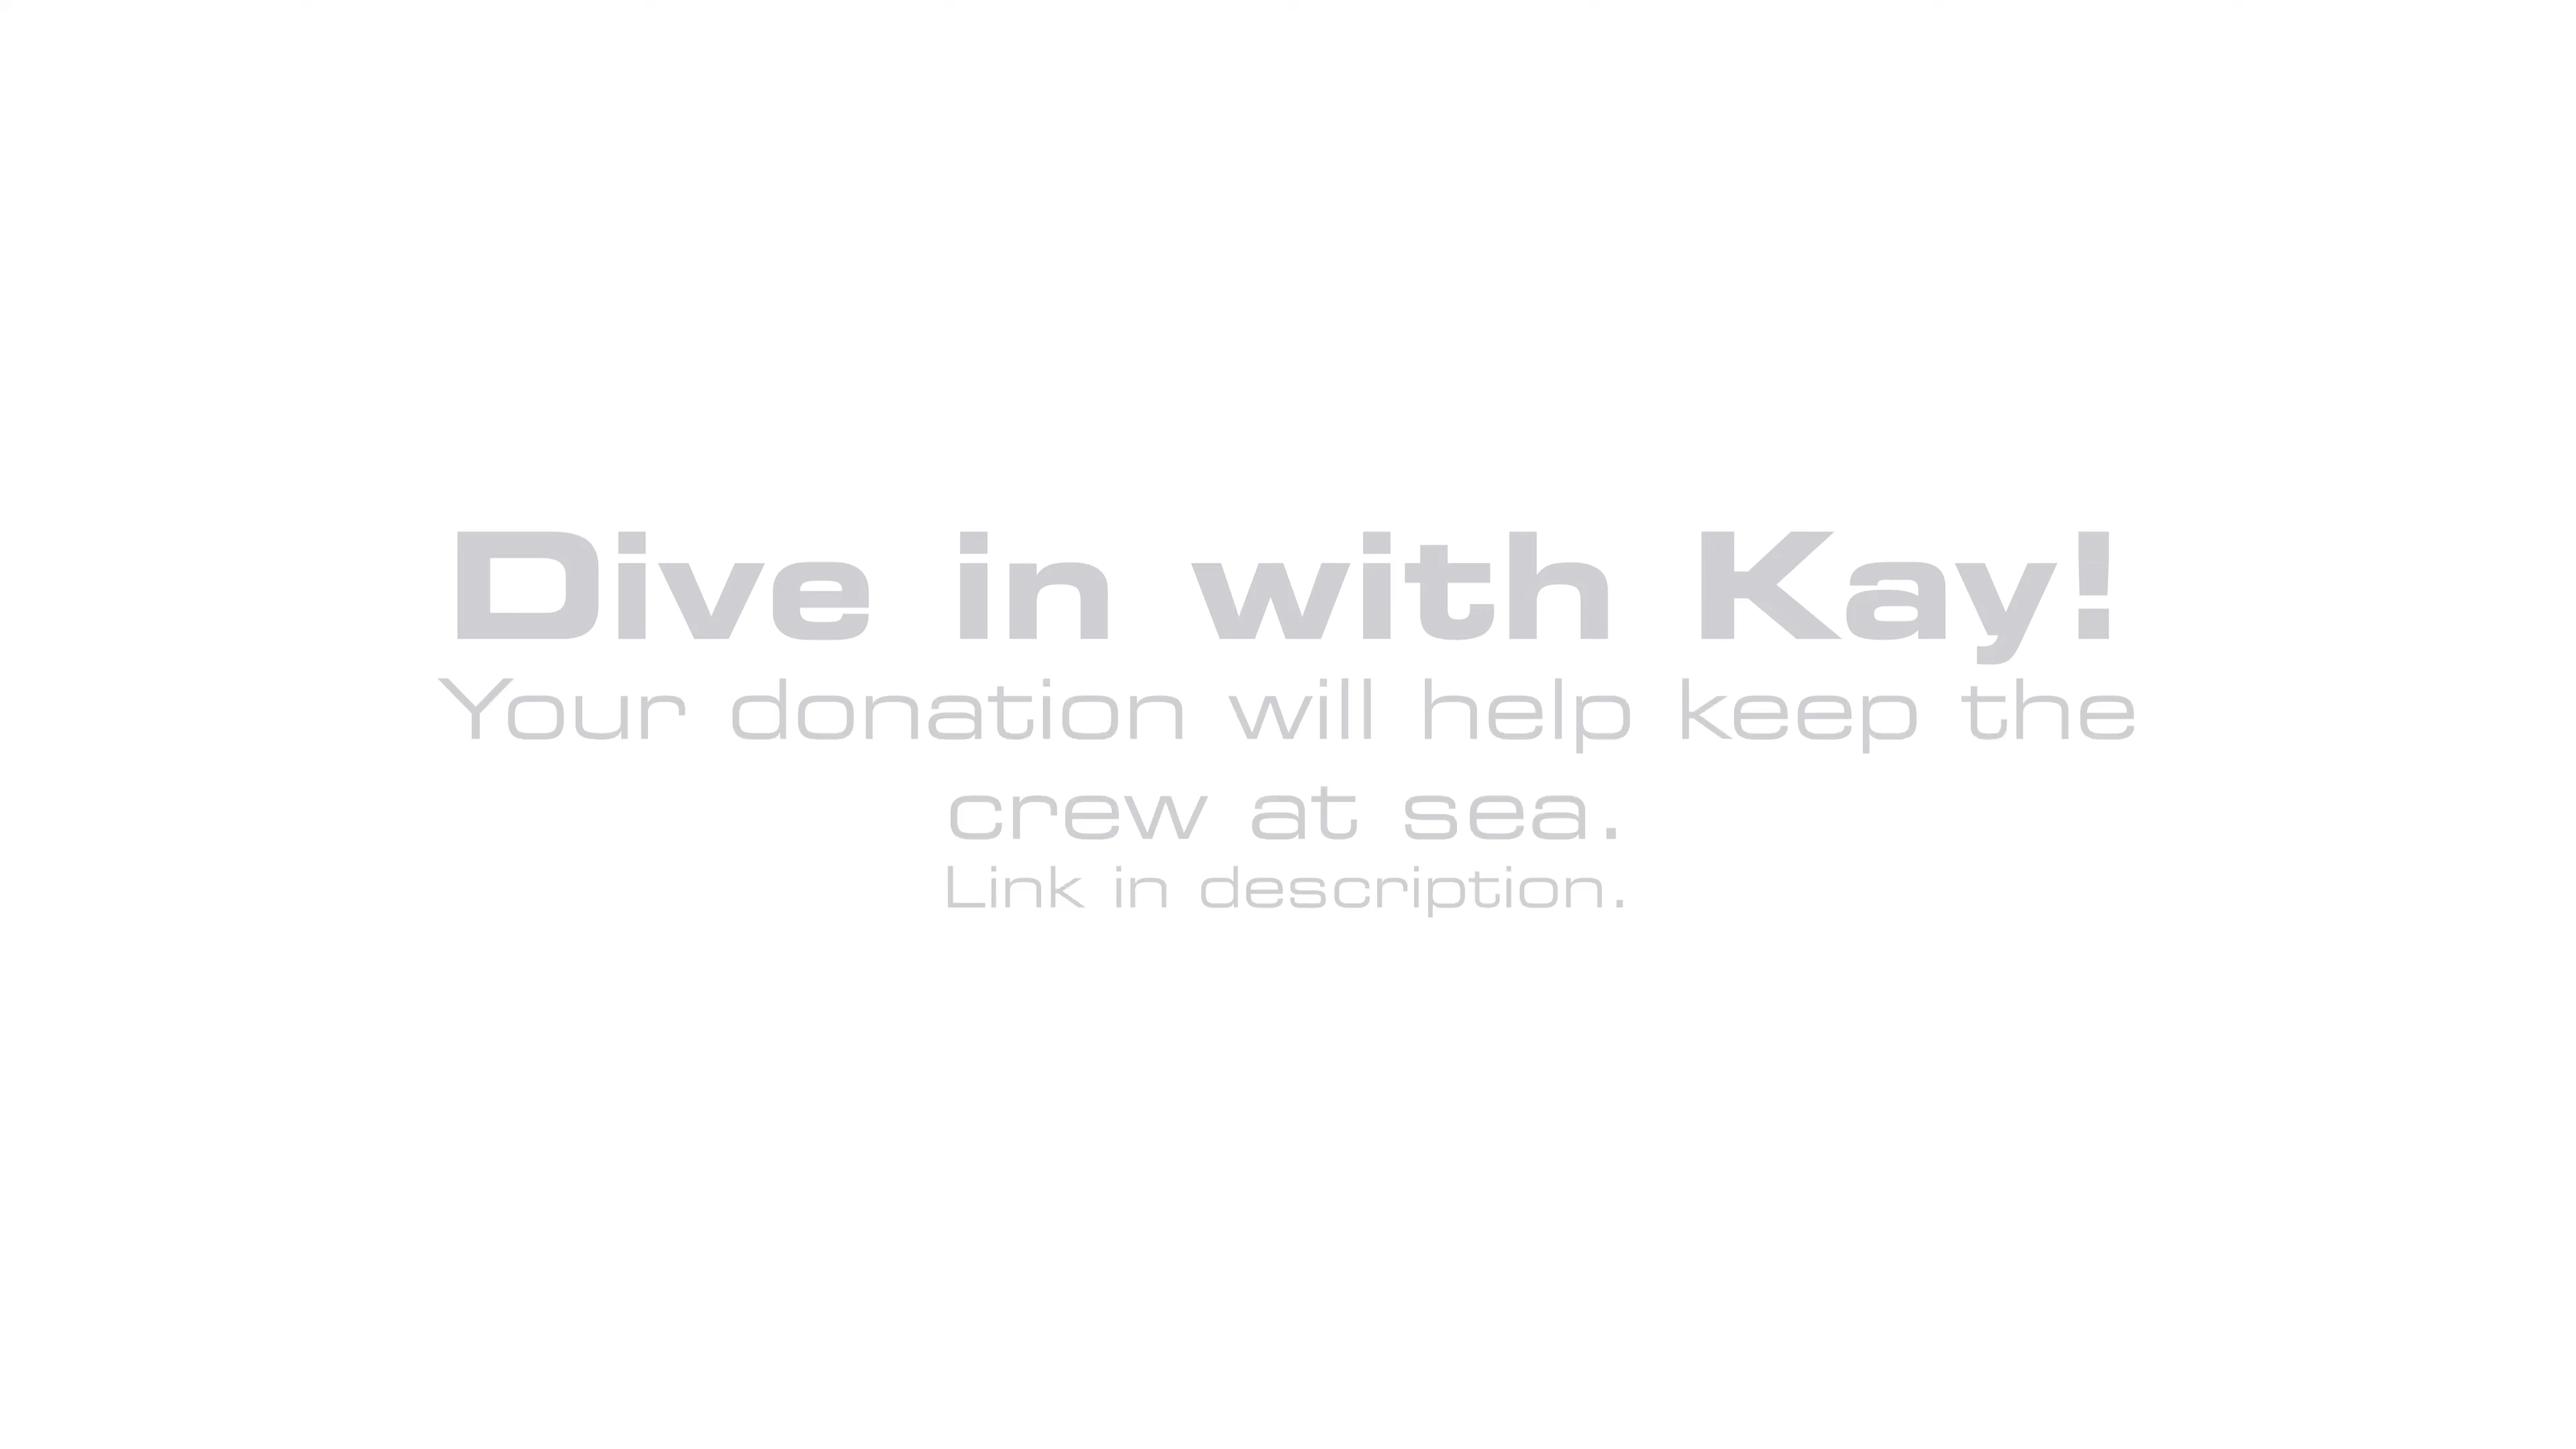 Dive in with Kay!
Your donation will help keep the
crew at sea.
Link in description.